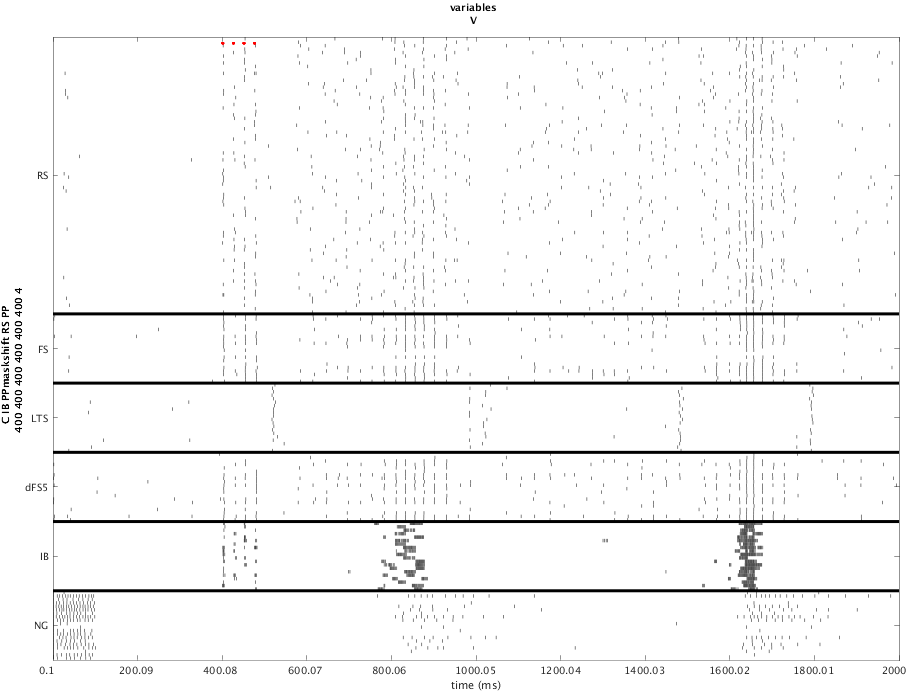 variables
V
C IB PPmaskshift RS PP
400 400 400 400 400 400 4
RS
FS
LTS
dFS5
IB
NG
0.1
200.09
400.08
600.07
800.06
1000.05
1200.04
1400.03
1600.02
1800.01
2000
time (ms)